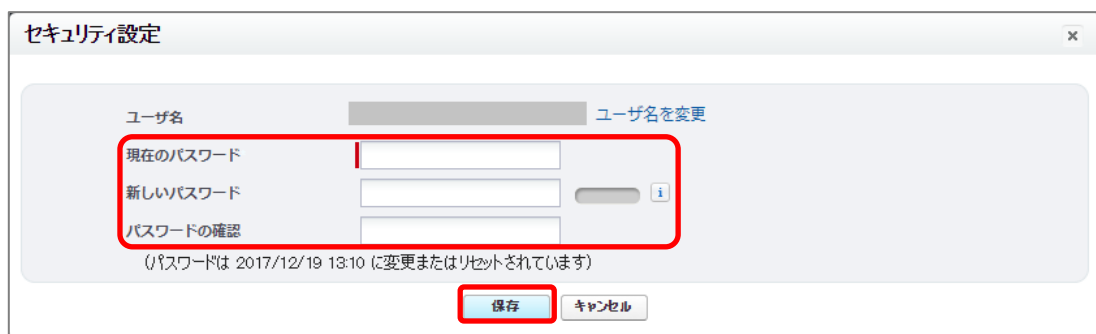 セキュリティ設定
ユーザ名 ユーザ名を変更
現在のパスワード
新しいパスワード i
パスワードの確認
(パスワードは 2017/12/19 13:10 に変更またはリセットされています)
保存 キャンセル